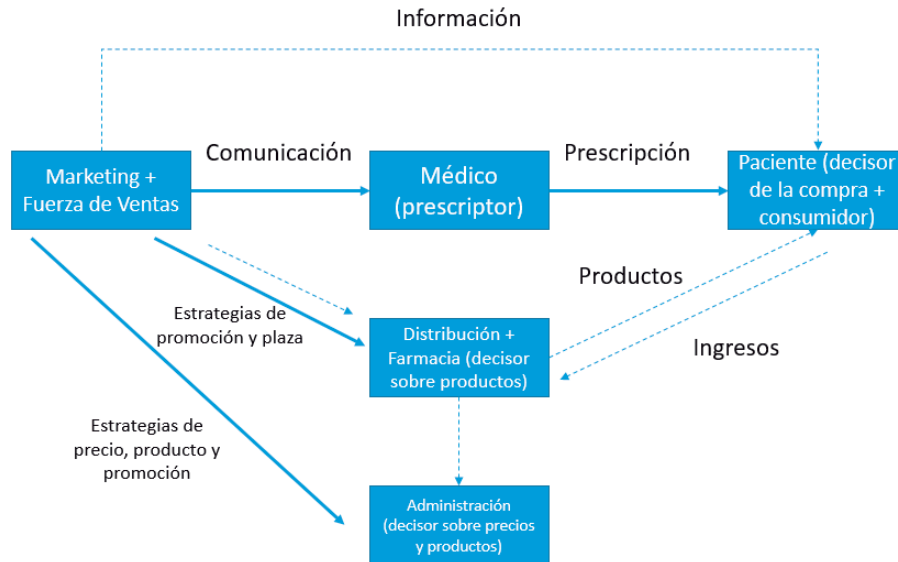 Información
Comunicación
Prescripción
Marketing +
Fuerza de Ventas
Médico
(prescriptor)
Paciente (decisor
de la compra +
consumidor)
Productos
Estrategias de
promoción y plaza
Distribución +
Farmacia (decisor
sobre productos)
Ingresos
Estrategias de
precio, producto y
promoción
Administración
(decisor sobre precios
y productos)